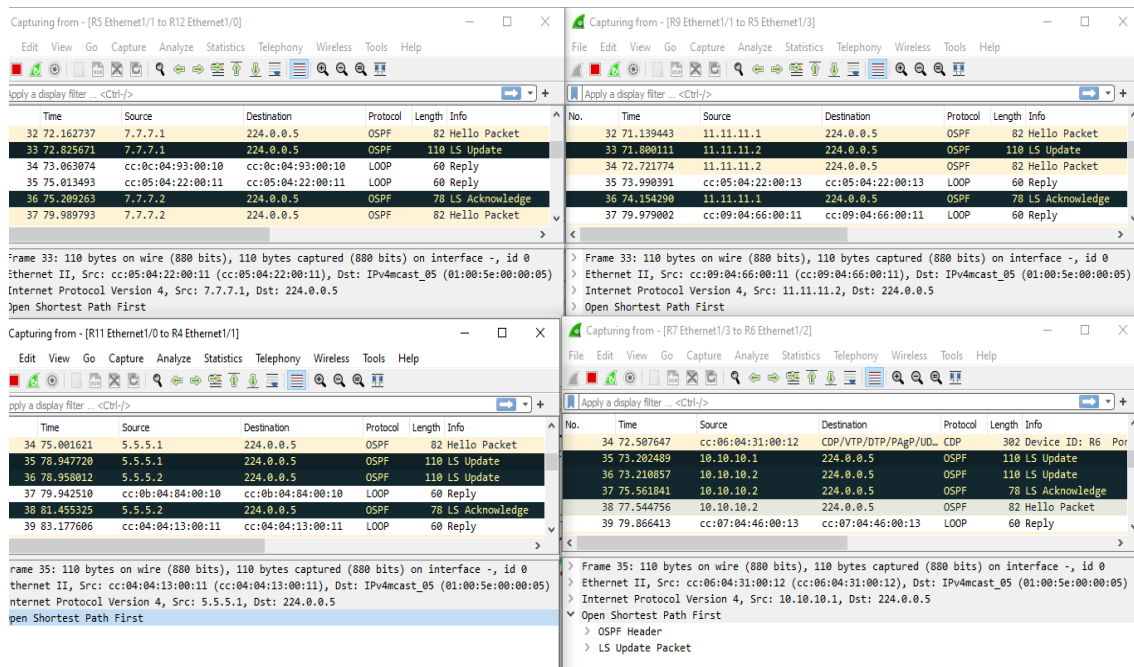 Capturing from - [R5 Ethernet1/1 to R12 Ethernet1/0]
Edit View Go Capture Analyze Statistics Telephony Wireless Tools Help
Apply a display filter ... <Ctrl-/>
Time Source Destination Protocol Length Info
32 72.162737 7.7.7.1 224.0.0.5 OSPF 82 Hello Packet
33 72.825671 7.7.7.1 224.0.0.5 OSPF 110 LS Update
34 73.063074 cc:0c:04:93:00:10 cc:0c:04:93:00:10 LOOP 60 Reply
35 75.013493 cc:05:04:22:00:11 cc:05:04:22:00:11 LOOP 60 Reply
36 75.209263 7.7.7.2 224.0.0.5 OSPF 78 LS Acknowledge
37 79.989793 7.7.7.2 224.0.0.5 OSPF 82 Hello Packet
Frame 33: 110 bytes on wire (880 bits), 110 bytes captured (880 bits) on interface -, id 0
Ethernet II, Src: cc:05:04:22:00:11 (cc:05:04:22:00:11), Dst: IPv4mcast_05 (01:00:5e:00:00:05)
Internet Protocol Version 4, Src: 7.7.7.1, Dst: 224.0.0.5
Open Shortest Path First
Capturing from - [R9 Ethernet1/1 to R5 Ethernet1/3]
File Edit View Go Capture Analyze Statistics Telephony Wireless Tools Help
Apply a display filter ... <Ctrl-/>
No. Time Source Destination Protocol Length Info
32 71.139443 11.11.11.1 224.0.0.5 OSPF 82 Hello Packet
33 71.800111 11.11.11.2 224.0.0.5 OSPF 110 LS Update
34 72.721774 11.11.11.2 224.0.0.5 OSPF 82 Hello Packet
35 73.990391 cc:05:04:22:00:13 cc:05:04:22:00:13 LOOP 60 Reply
36 74.154290 11.11.11.1 224.0.0.5 OSPF 78 LS Acknowledge
37 79.979002 cc:09:04:66:00:11 cc:09:04:66:00:11 LOOP 60 Reply
Frame 33: 110 bytes on wire (880 bits), 110 bytes captured (880 bits) on interface -, id 0
Ethernet II, Src: cc:09:04:66:00:11 (cc:09:04:66:00:11), Dst: IPv4mcast_05 (01:00:5e:00:00:05)
Internet Protocol Version 4, Src: 11.11.11.2, Dst: 224.0.0.5
Open Shortest Path First
Capturing from - [R11 Ethernet1/0 to R4 Ethernet1/1]
Edit View Go Capture Analyze Statistics Telephony Wireless Tools Help
pply a display filter ... <Ctrl-/>
Time Source Destination Protocol Length Info
34 75.001621 5.5.5.1 224.0.0.5 OSPF 82 Hello Packet
35 78.947720 5.5.5.1 224.0.0.5 OSPF 110 LS Update
36 78.958012 5.5.5.2 224.0.0.5 OSPF 110 LS Update
37 79.942510 cc:0b:04:84:00:10 cc:0b:04:84:00:10 LOOP 60 Reply
38 81.455325 5.5.5.2 224.0.0.5 OSPF 78 LS Acknowledge
39 83.177606 cc:04:04:13:00:11 cc:04:04:13:00:11 LOOP 60 Reply
rame 35: 110 bytes on wire (880 bits), 110 bytes captured (880 bits) on interface -, id 0
thernet II, Src: cc:04:04:13:00:11 (cc:04:04:13:00:11), Dst: IPv4mcast_05 (01:00:5e:00:00:05)
nternet Protocol Version 4, Src: 5.5.5.1, Dst: 224.0.0.5
pen Shortest Path First
Capturing from - [R7 Ethernet1/3 to R6 Ethernet1/2]
File Edit View Go Capture Analyze Statistics Telephony Wireless Tools Help
Apply a display filter ... <Ctrl-/>
No. Time Source Destination Protocol Length Info
34 72.507647 cc:06:04:31:00:12 CDP/VTP/DTP/PAgP/UD… CDP 302 Device ID: R6 Por
35 73.202489 10.10.10.1 224.0.0.5 OSPF 110 LS Update
36 73.210857 10.10.10.2 224.0.0.5 OSPF 110 LS Update
37 75.561841 10.10.10.2 224.0.0.5 OSPF 78 LS Acknowledge
38 77.544756 10.10.10.2 224.0.0.5 OSPF 82 Hello Packet
39 79.866413 cc:07:04:46:00:13 cc:07:04:46:00:13 LOOP 60 Reply
Frame 35: 110 bytes on wire (880 bits), 110 bytes captured (880 bits) on interface -, id 0
Ethernet II, Src: cc:06:04:31:00:12 (cc:06:04:31:00:12), Dst: IPv4mcast_05 (01:00:5e:00:00:05)
Internet Protocol Version 4, Src: 10.10.10.1, Dst: 224.0.0.5
Open Shortest Path First
OSPF Header
LS Update Packet